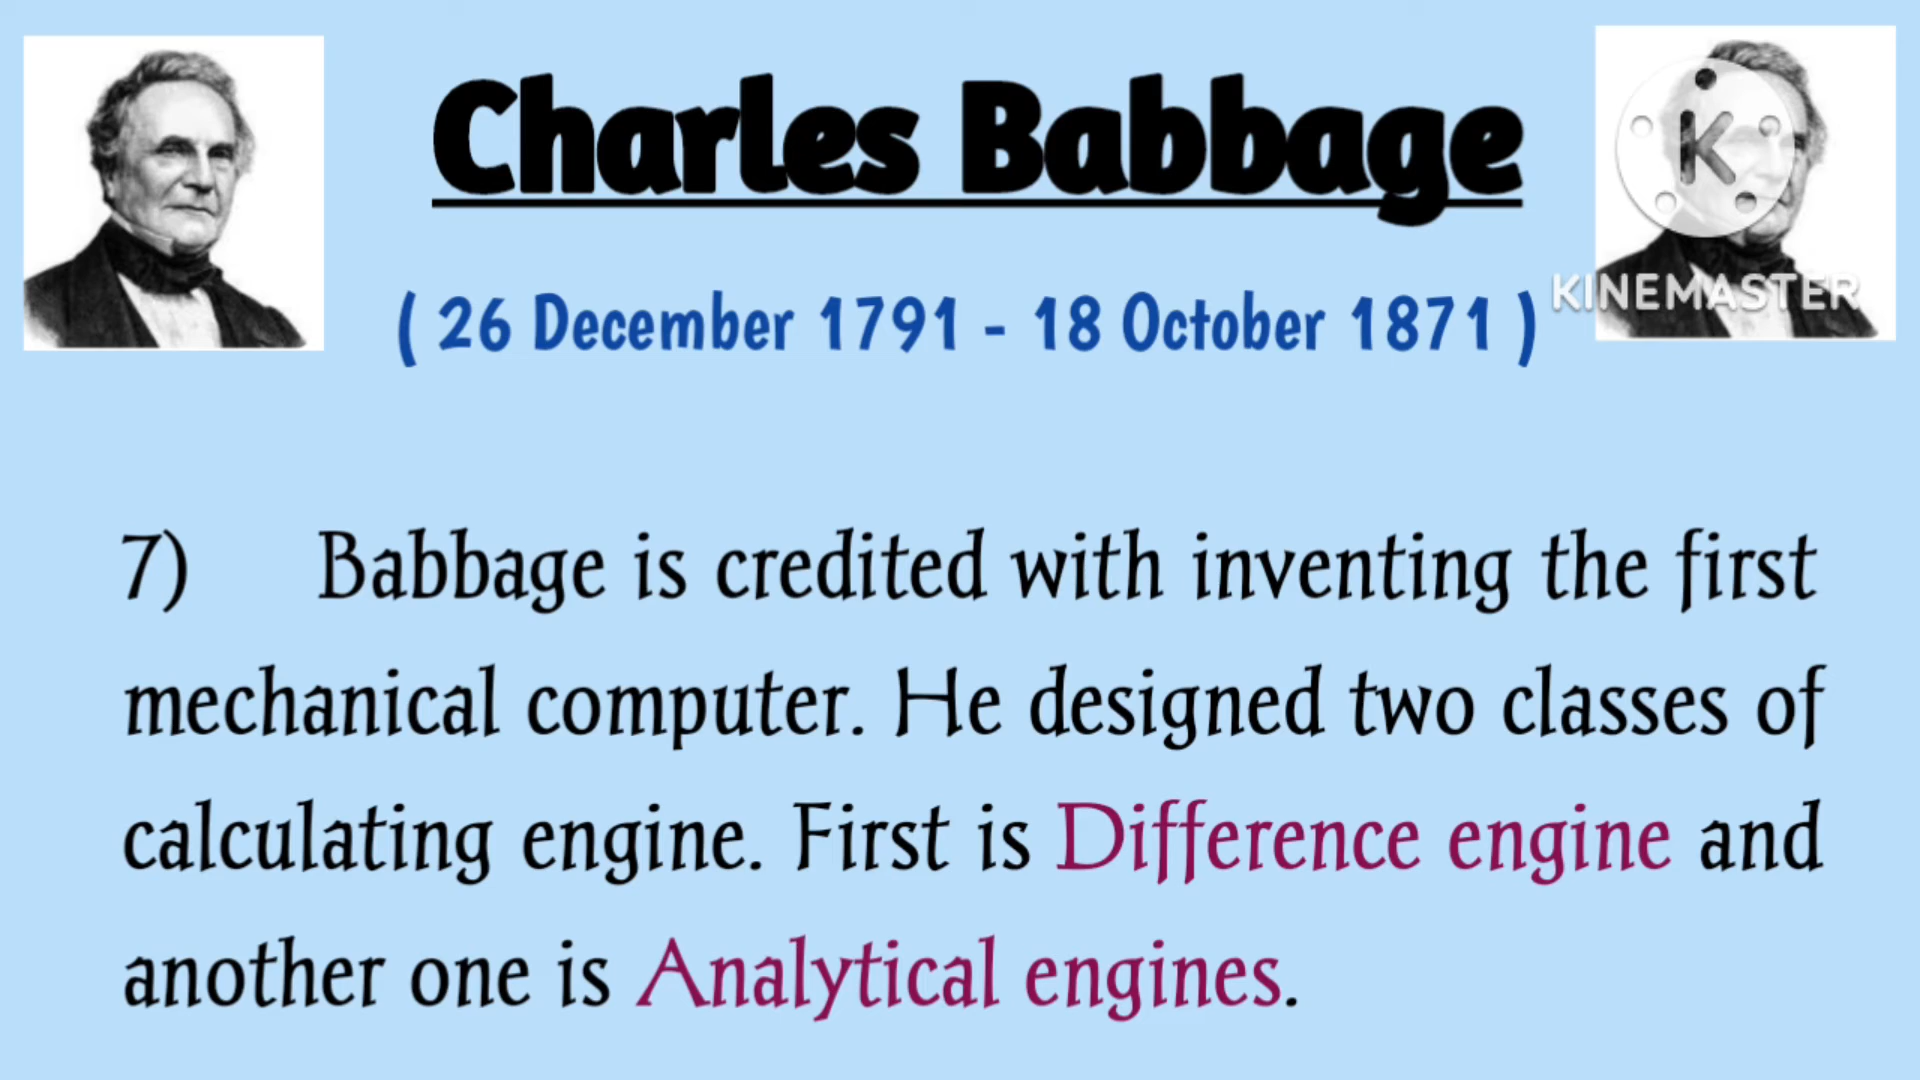 Charles Babbage
( 26 December 1791 - 18 October 1871 )
K
KINEMASTER
7) Babbage is credited with inventing the first
mechanical computer. He designed two classes of
calculating engine. First is Difference engine and
another one is Analytical engines.